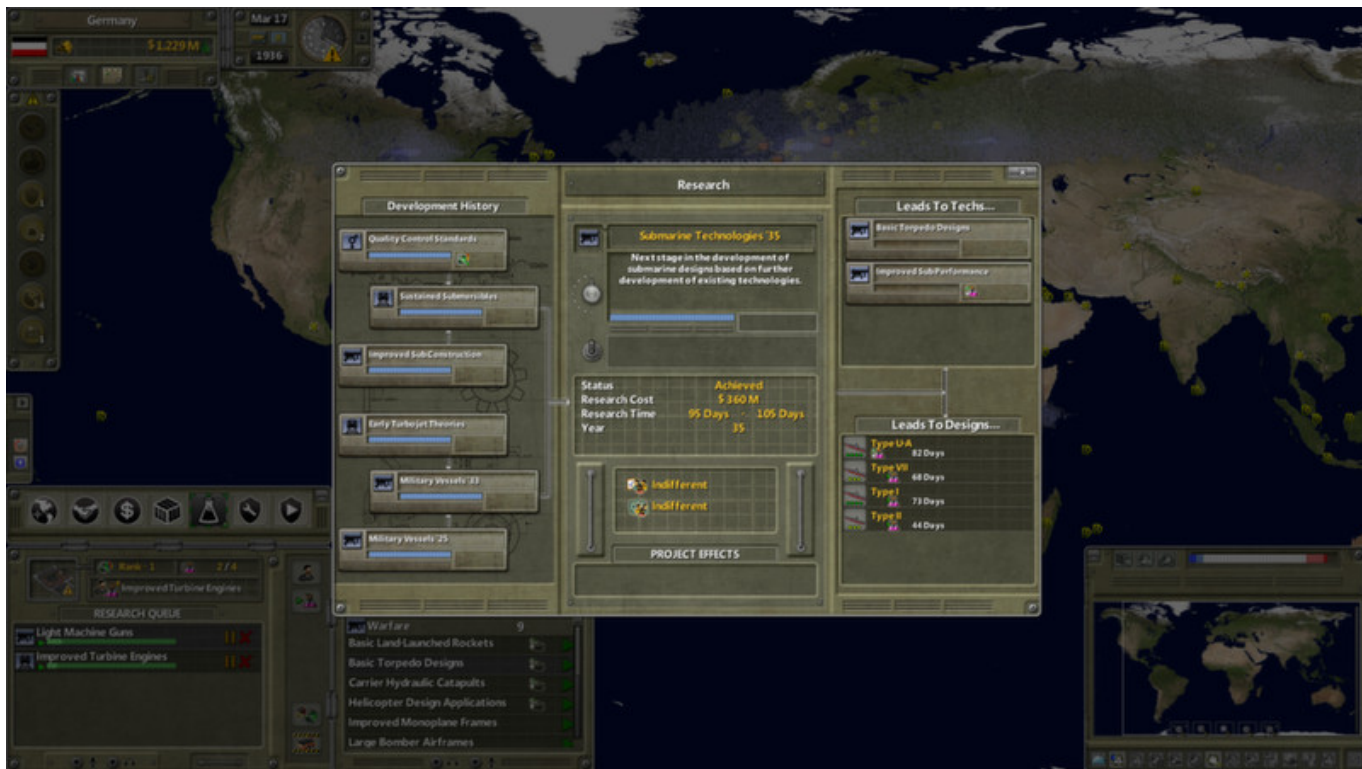 Germany
$ 1,229 M
Mar 17
1936
Research
Development History
Quality Control Standards
Sustained Submersibles
Improved Sub Construction
Early Turbojet Theories
Military Vessels '33
Military Vessels '25
Submarine Technologies '35
Next stage in the development of
submarine designs based on further
development of existing technologies.
Status Achieved
Research Cost $ 360 M
Research Time 95 Days - 105 Days
Year 35
Indifferent
Indifferent
PROJECT EFFECTS
Leads To Techs...
Basic Torpedo Designs
Improved Sub Performance
Leads To Designs...
Type U-A
82 Days
Type VII
68 Days
Type I
73 Days
Type II
44 Days
Rank - 1 2 / 4
Improved Turbine Engines
RESEARCH QUEUE
Light Machine Guns
Improved Turbine Engines
Warfare 9
Basic Land-Launched Rockets
Basic Torpedo Designs
Carrier Hydraulic Catapults
Helicopter Design Applications
Improved Monoplane Frames
Large Bomber Airframes